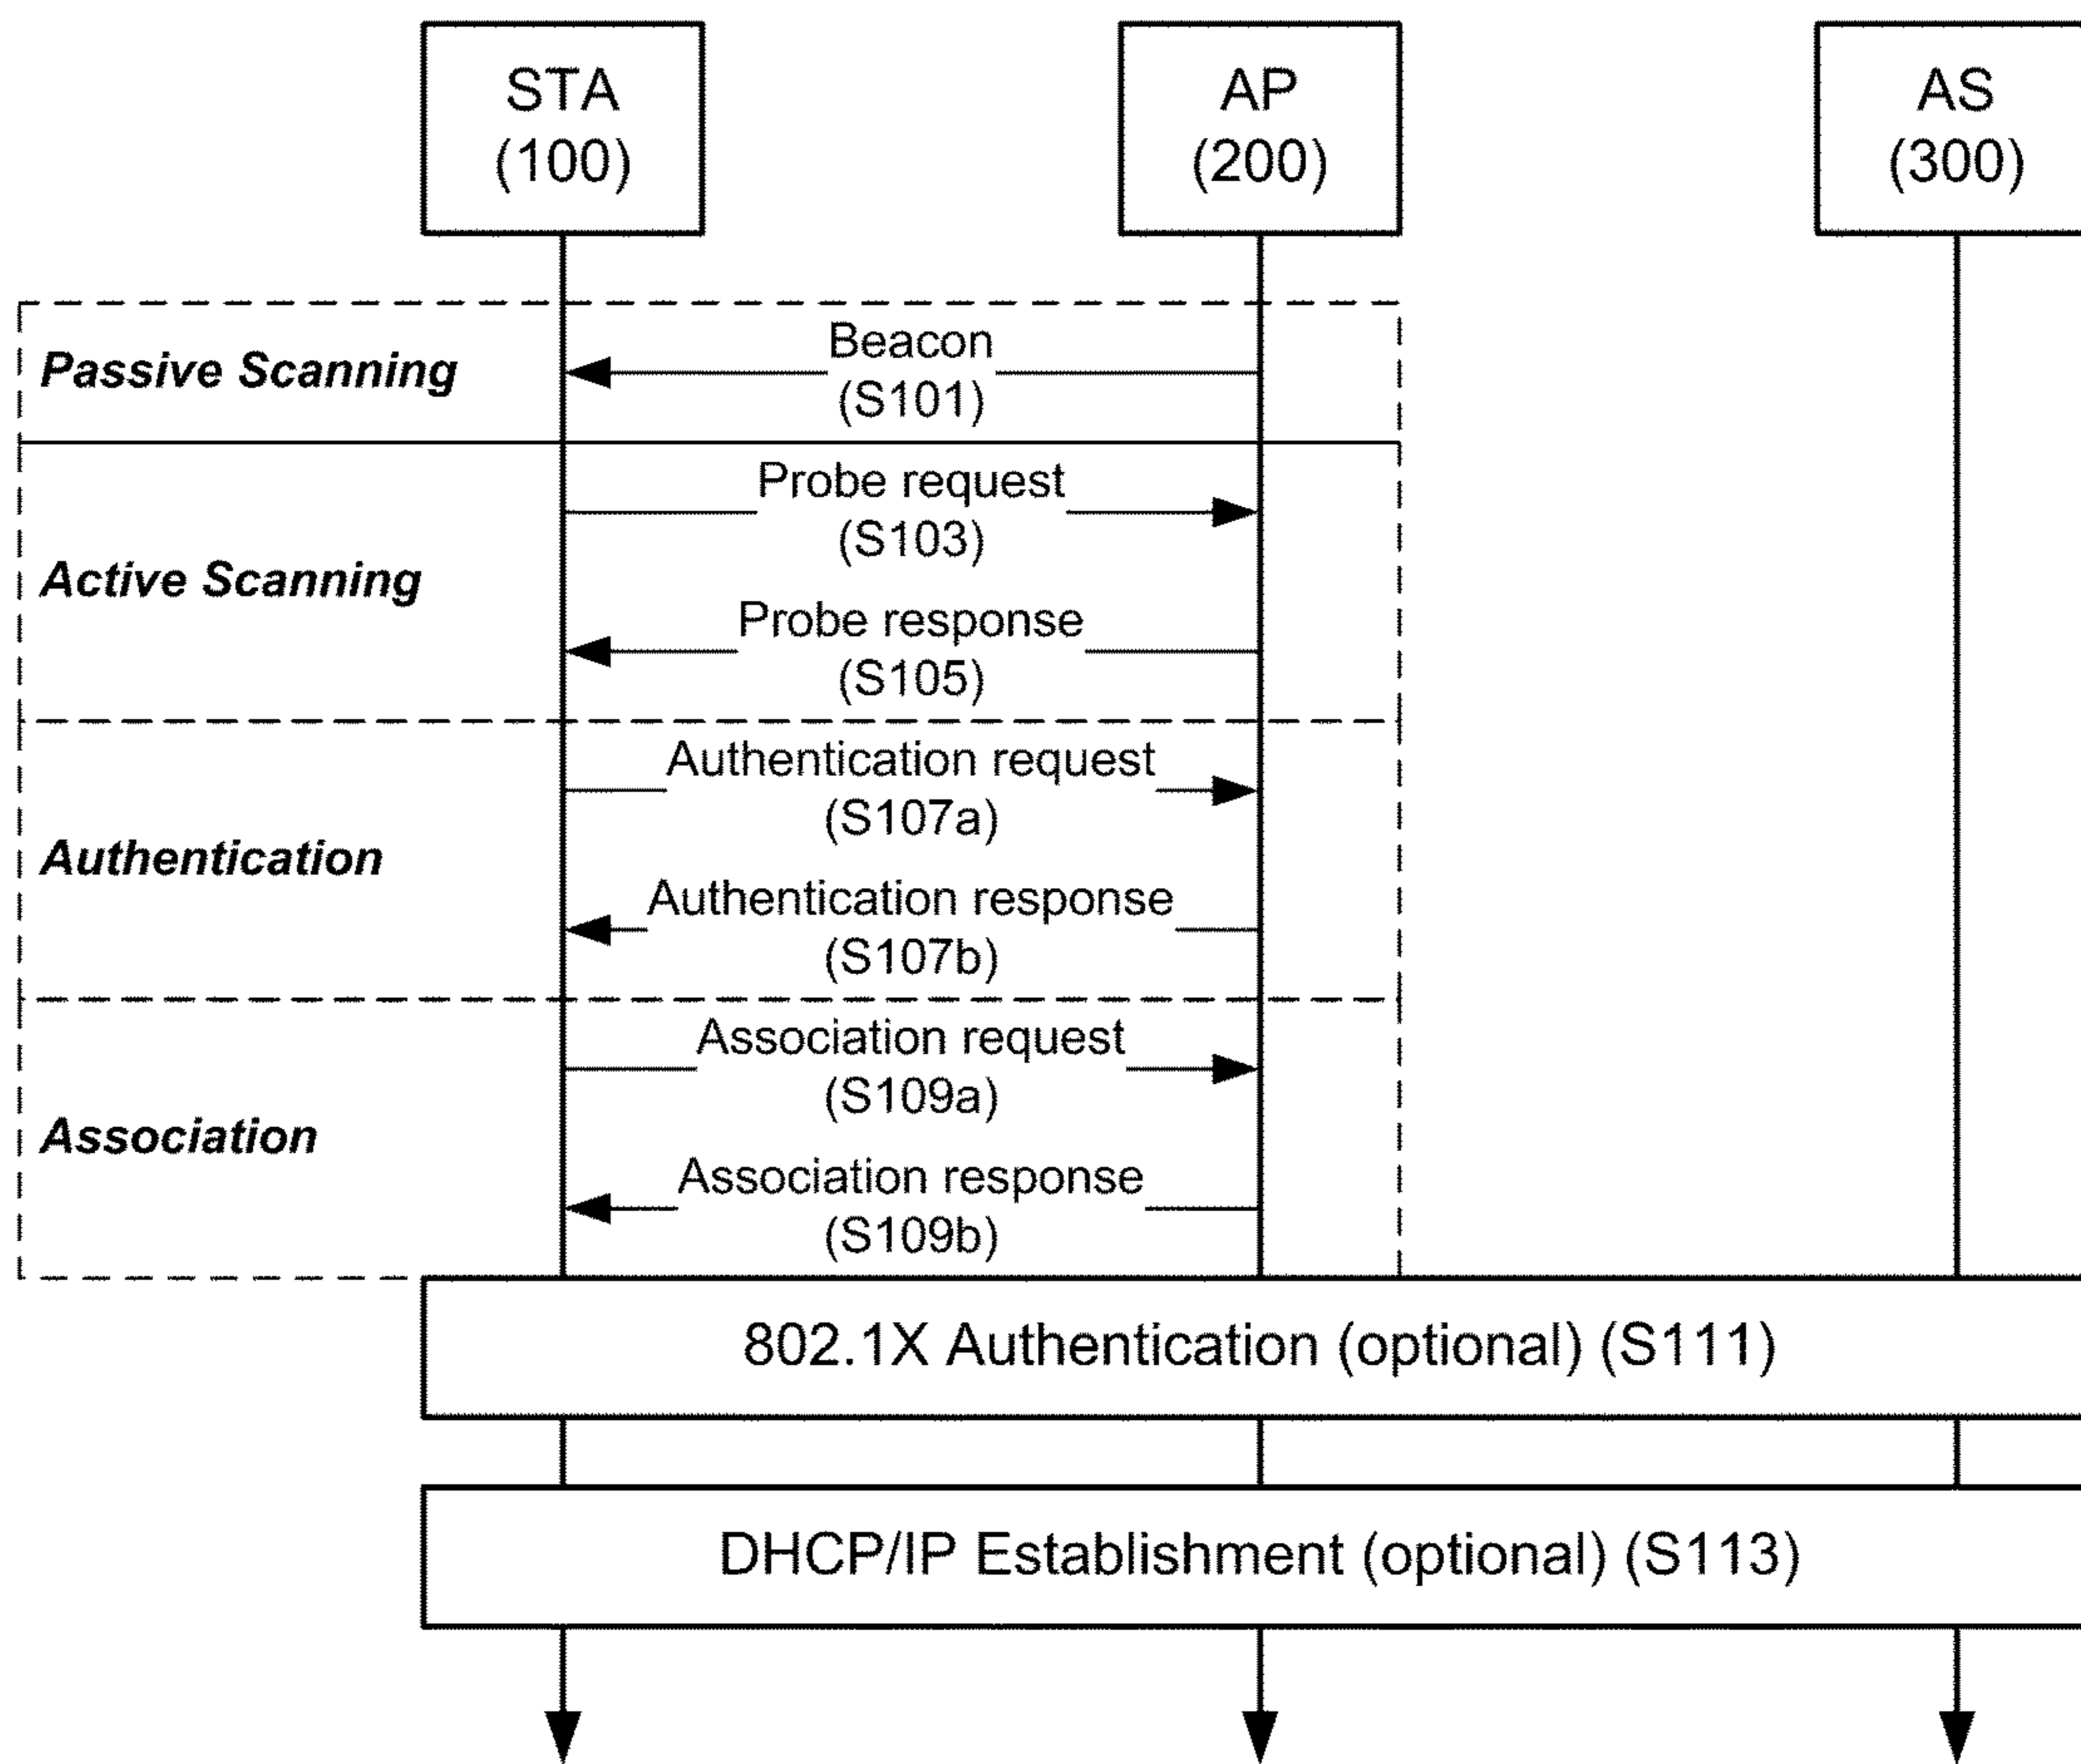 STA
(100)
AP
(200)
AS
(300)
Passive Scanning
Beacon
(S101)
Active Scanning
Probe request
(S103)
Probe response
(S105)
Authentication
Authentication request
(S107a)
Authentication response
(S107b)
Association
Association request
(S109a)
Association response
(S109b)
802.1X Authentication (optional) (S111)
DHCP/IP Establishment (optional) (S113)